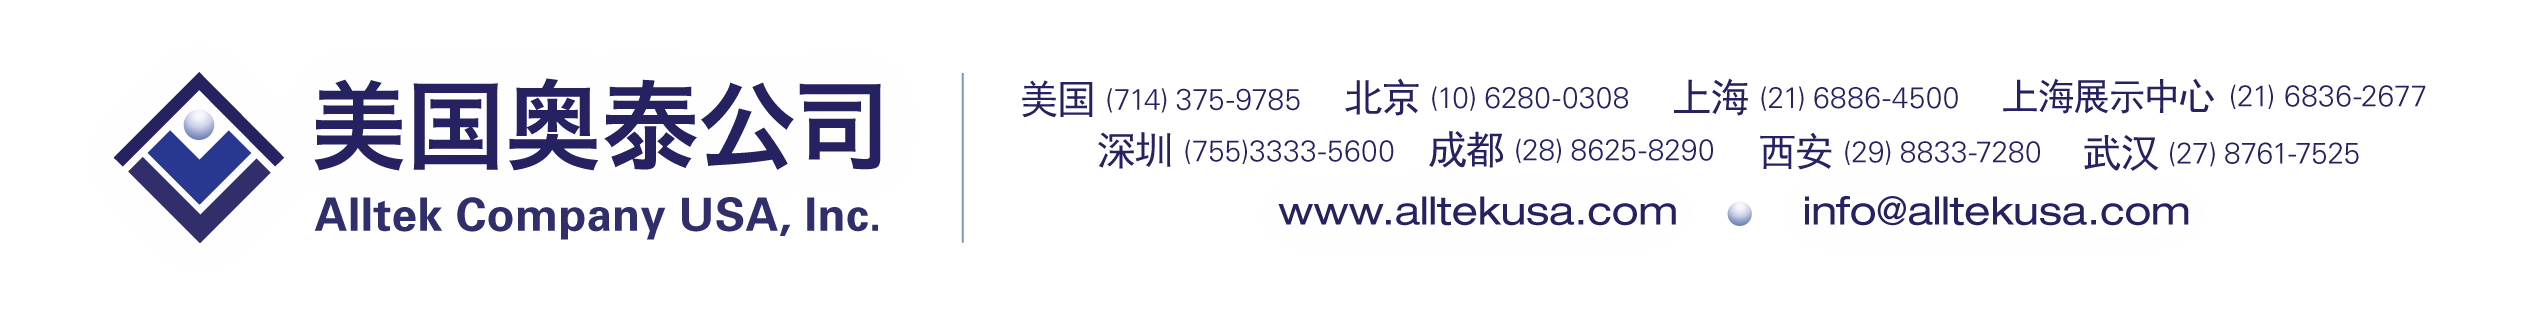 美国奥泰公司
Alltek Company USA, Inc.
美国 (714) 375-9785 北京 (10) 6280-0308 上海 (21) 6886-4500 上海展示中心 (21) 6836-2677
深圳 (755)3333-5600 成都 (28) 8625-8290 西安 (29) 8833-7280 武汉 (27) 8761-7525
www.alltekusa.com info@alltekusa.com